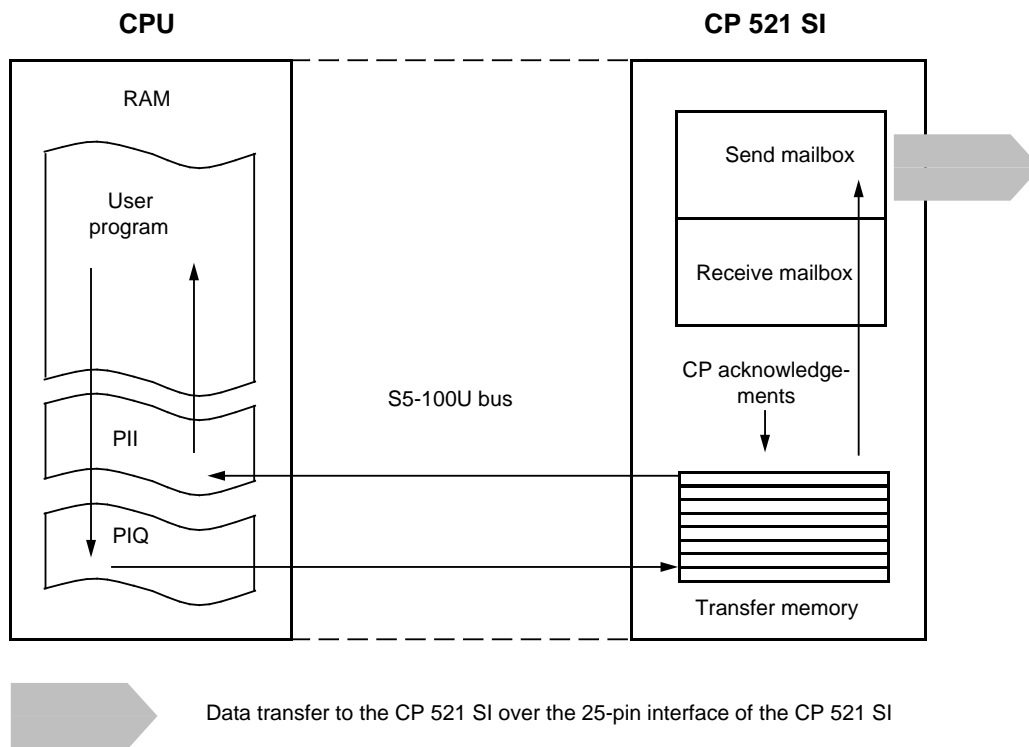 CPU
CP 521 SI
RAM
Send mailbox
User
program
Receive mailbox
CP acknowledge-
ments
S5-100U bus
PII
PIQ
Transfer memory
Data transfer to the CP 521 SI over the 25-pin interface of the CP 521 SI